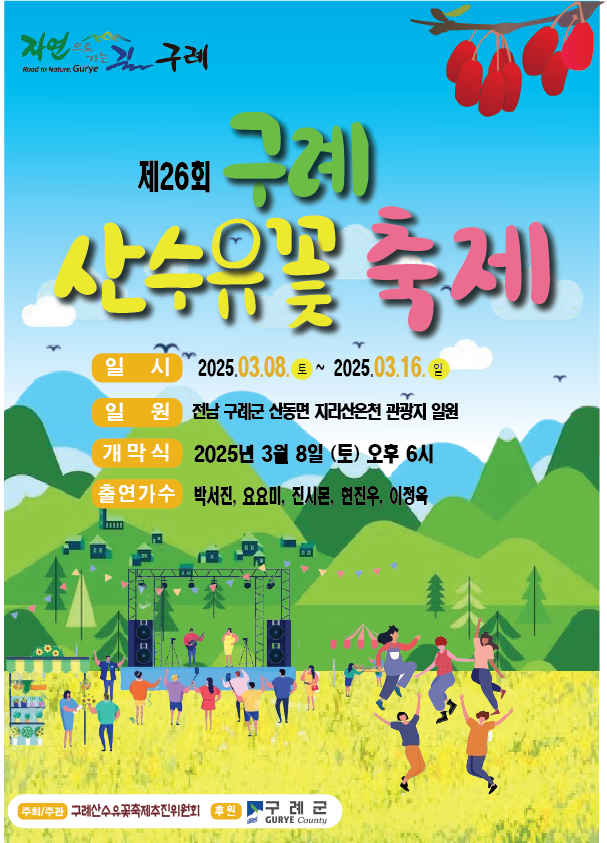 자연으로 가는 길 구례
Road to Nature, Gurye
제26회 구례
산수유꽃 축제
일 시 2025.03.08. 토 ~ 2025.03.16. 일
일 원 전남 구례군 산동면 지리산온천 관광지 일원
개막식 2025년 3월 8일 (토) 오후 6시
출연가수 박서진, 요요미, 진시몬, 현진우, 이정옥
주최/주관 구례산수유꽃축제추진위원회 후원 구례군
GURYE County